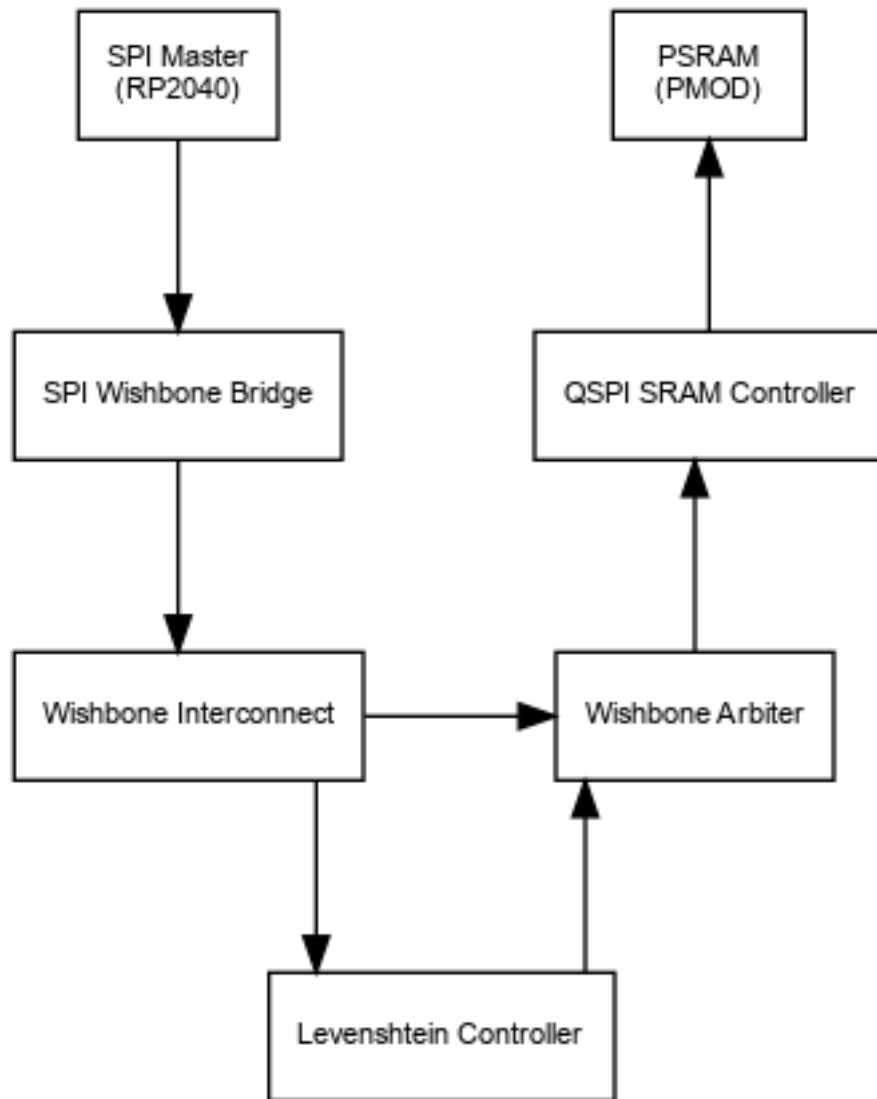 SPI Master
(RP2040)
PSRAM
(PMOD)
SPI Wishbone Bridge
QSPI SRAM Controller
Wishbone Interconnect
Wishbone Arbiter
Levenshtein Controller